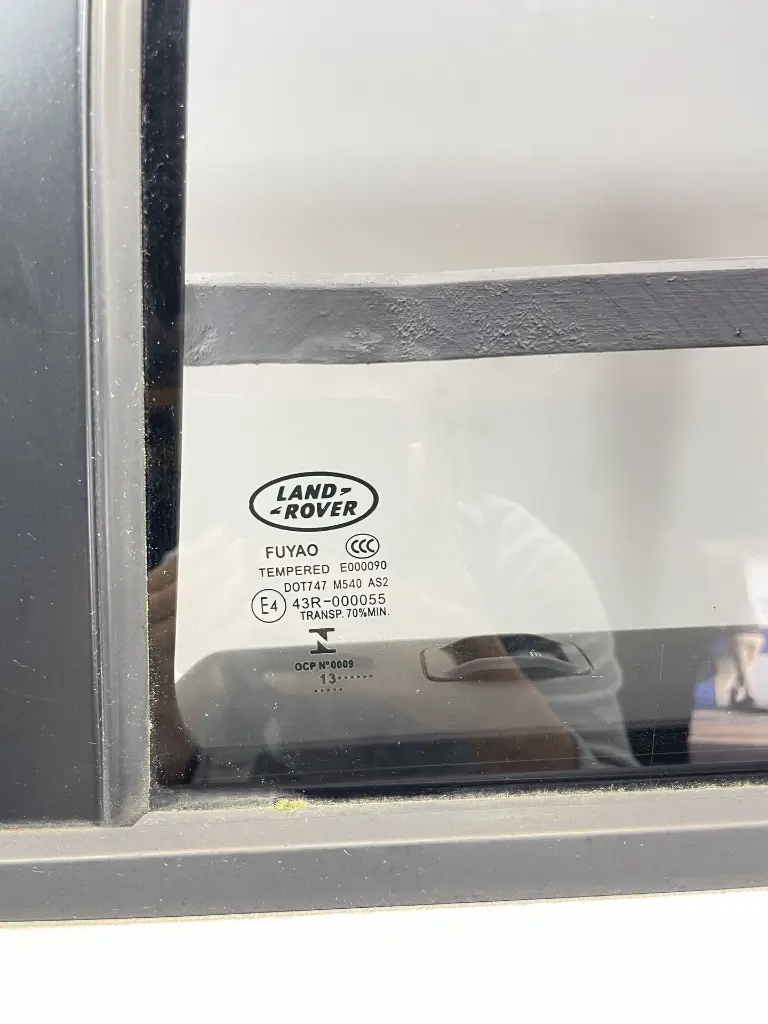 LAND
ROVER
FUYAO CCC
TEMPERED E000090
DOT747 M540 AS2
E4 43R-000055
TRANSP. 70%MIN.
OCP Nº0009
13······
·····